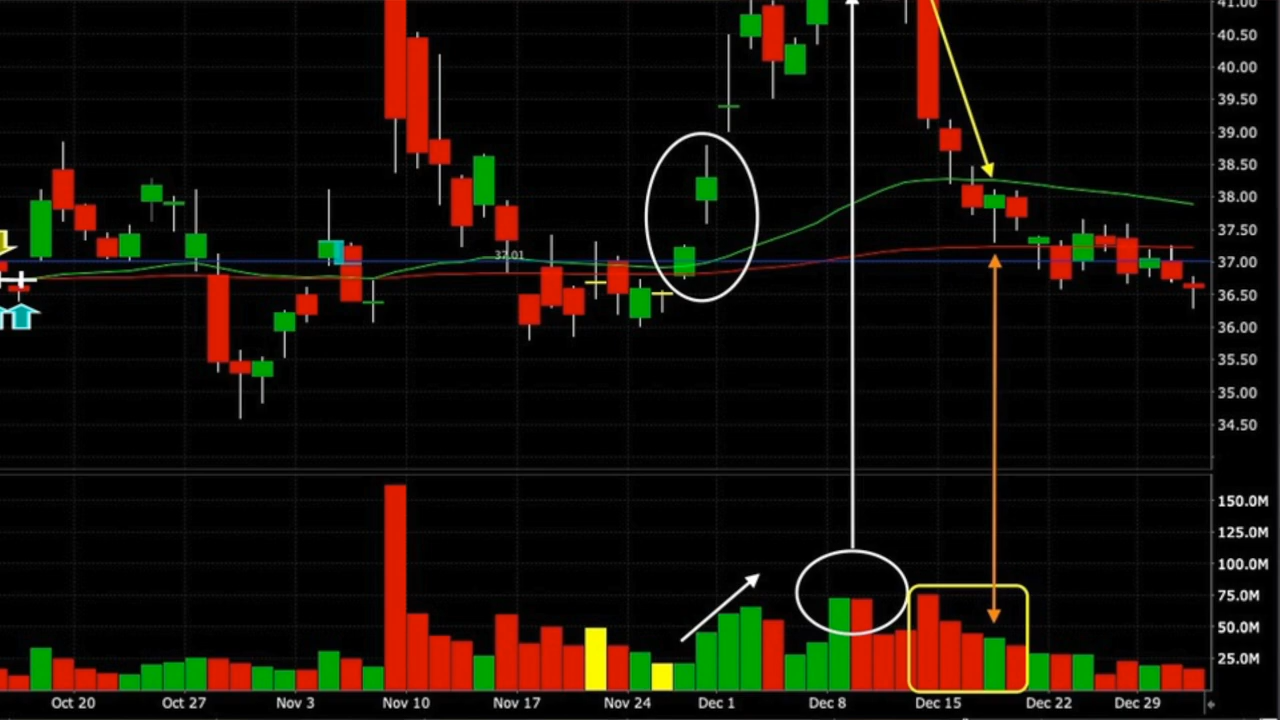 41.00
40.50
40.00
39.50
39.00
38.50
38.00
37.50
37.01
37.00
36.50
36.00
35.50
35.00
34.50
150.0M
125.0M
100.0M
75.0M
50.0M
25.0M
Oct 20 Oct 27 Nov 3 Nov 10 Nov 17 Nov 24 Dec 1 Dec 8 Dec 15 Dec 22 Dec 29